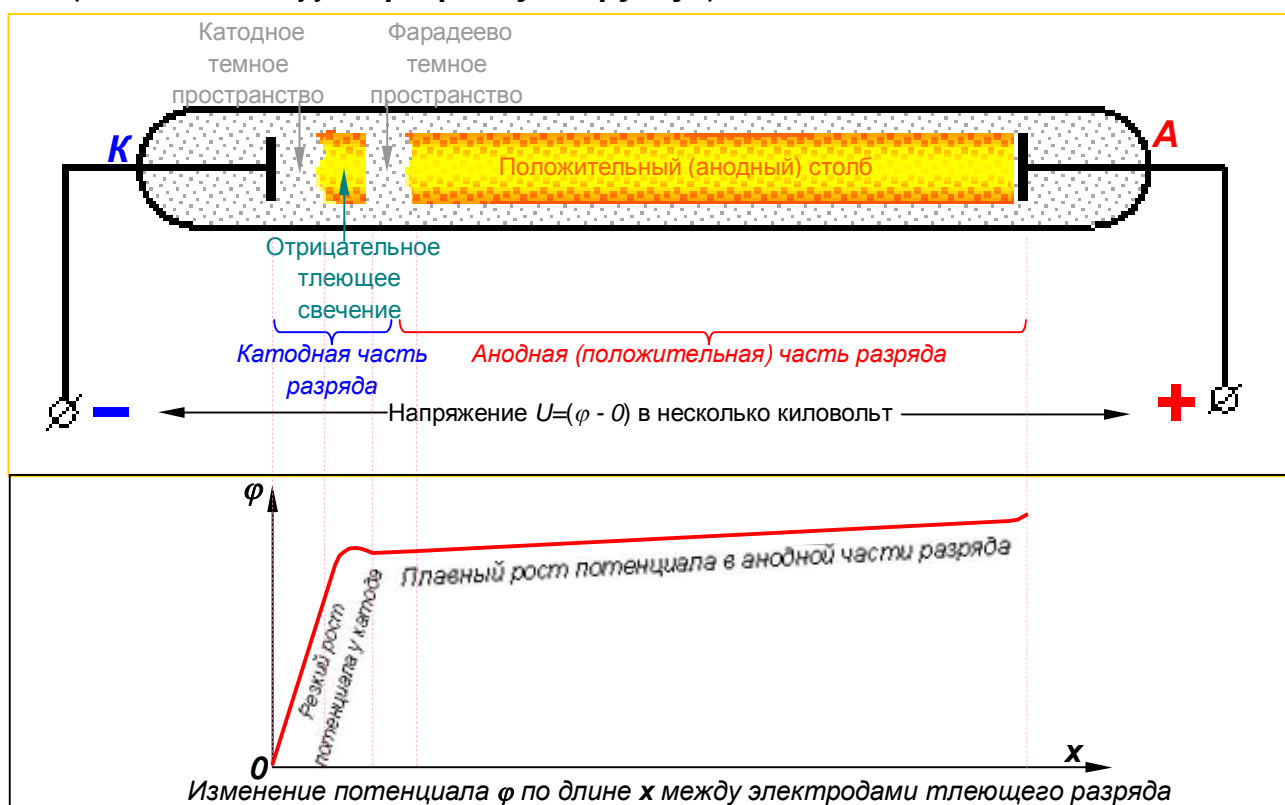 Катодное
темное
пространство
Фарадеево
темное
пространство
К
А
Положительный (анодный) столб
Отрицательное
тлеющее
свечение
Катодная часть
разряда
Анодная (положительная) часть разряда
Напряжение U=(φ - 0) в несколько киловольт
φ
Резкий рост
потенциала у катода
Плавный рост потенциала в анодной части разряда
0
x
Изменение потенциала φ по длине x между электродами тлеющего разряда